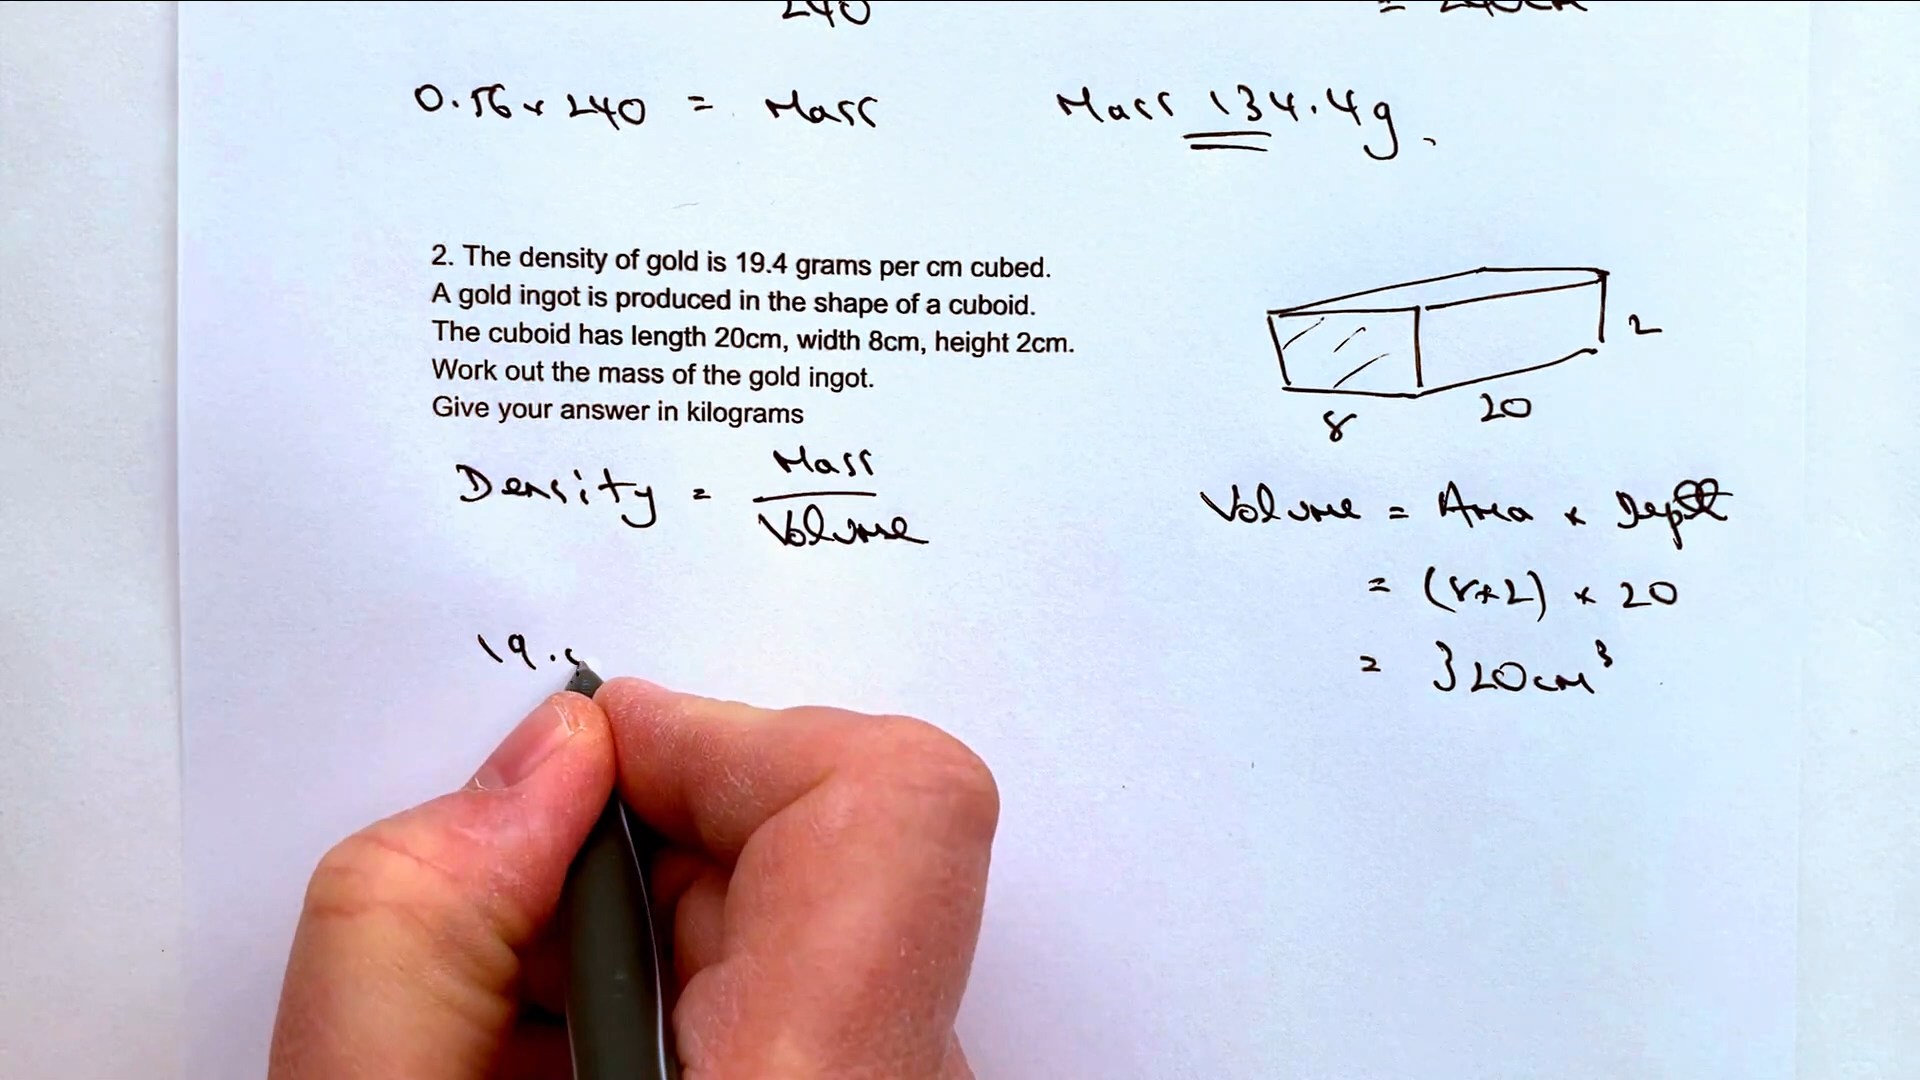 240
0.56 × 240 = Mass
Mass 134.4g.
2. The density of gold is 19.4 grams per cm cubed.
A gold ingot is produced in the shape of a cuboid.
The cuboid has length 20cm, width 8cm, height 2cm.
Work out the mass of the gold ingot.
Give your answer in kilograms
2
8
20
Density = Mass
Volume
Volume = Area × Depth
= (8×2) × 20
= 320cm³
19.